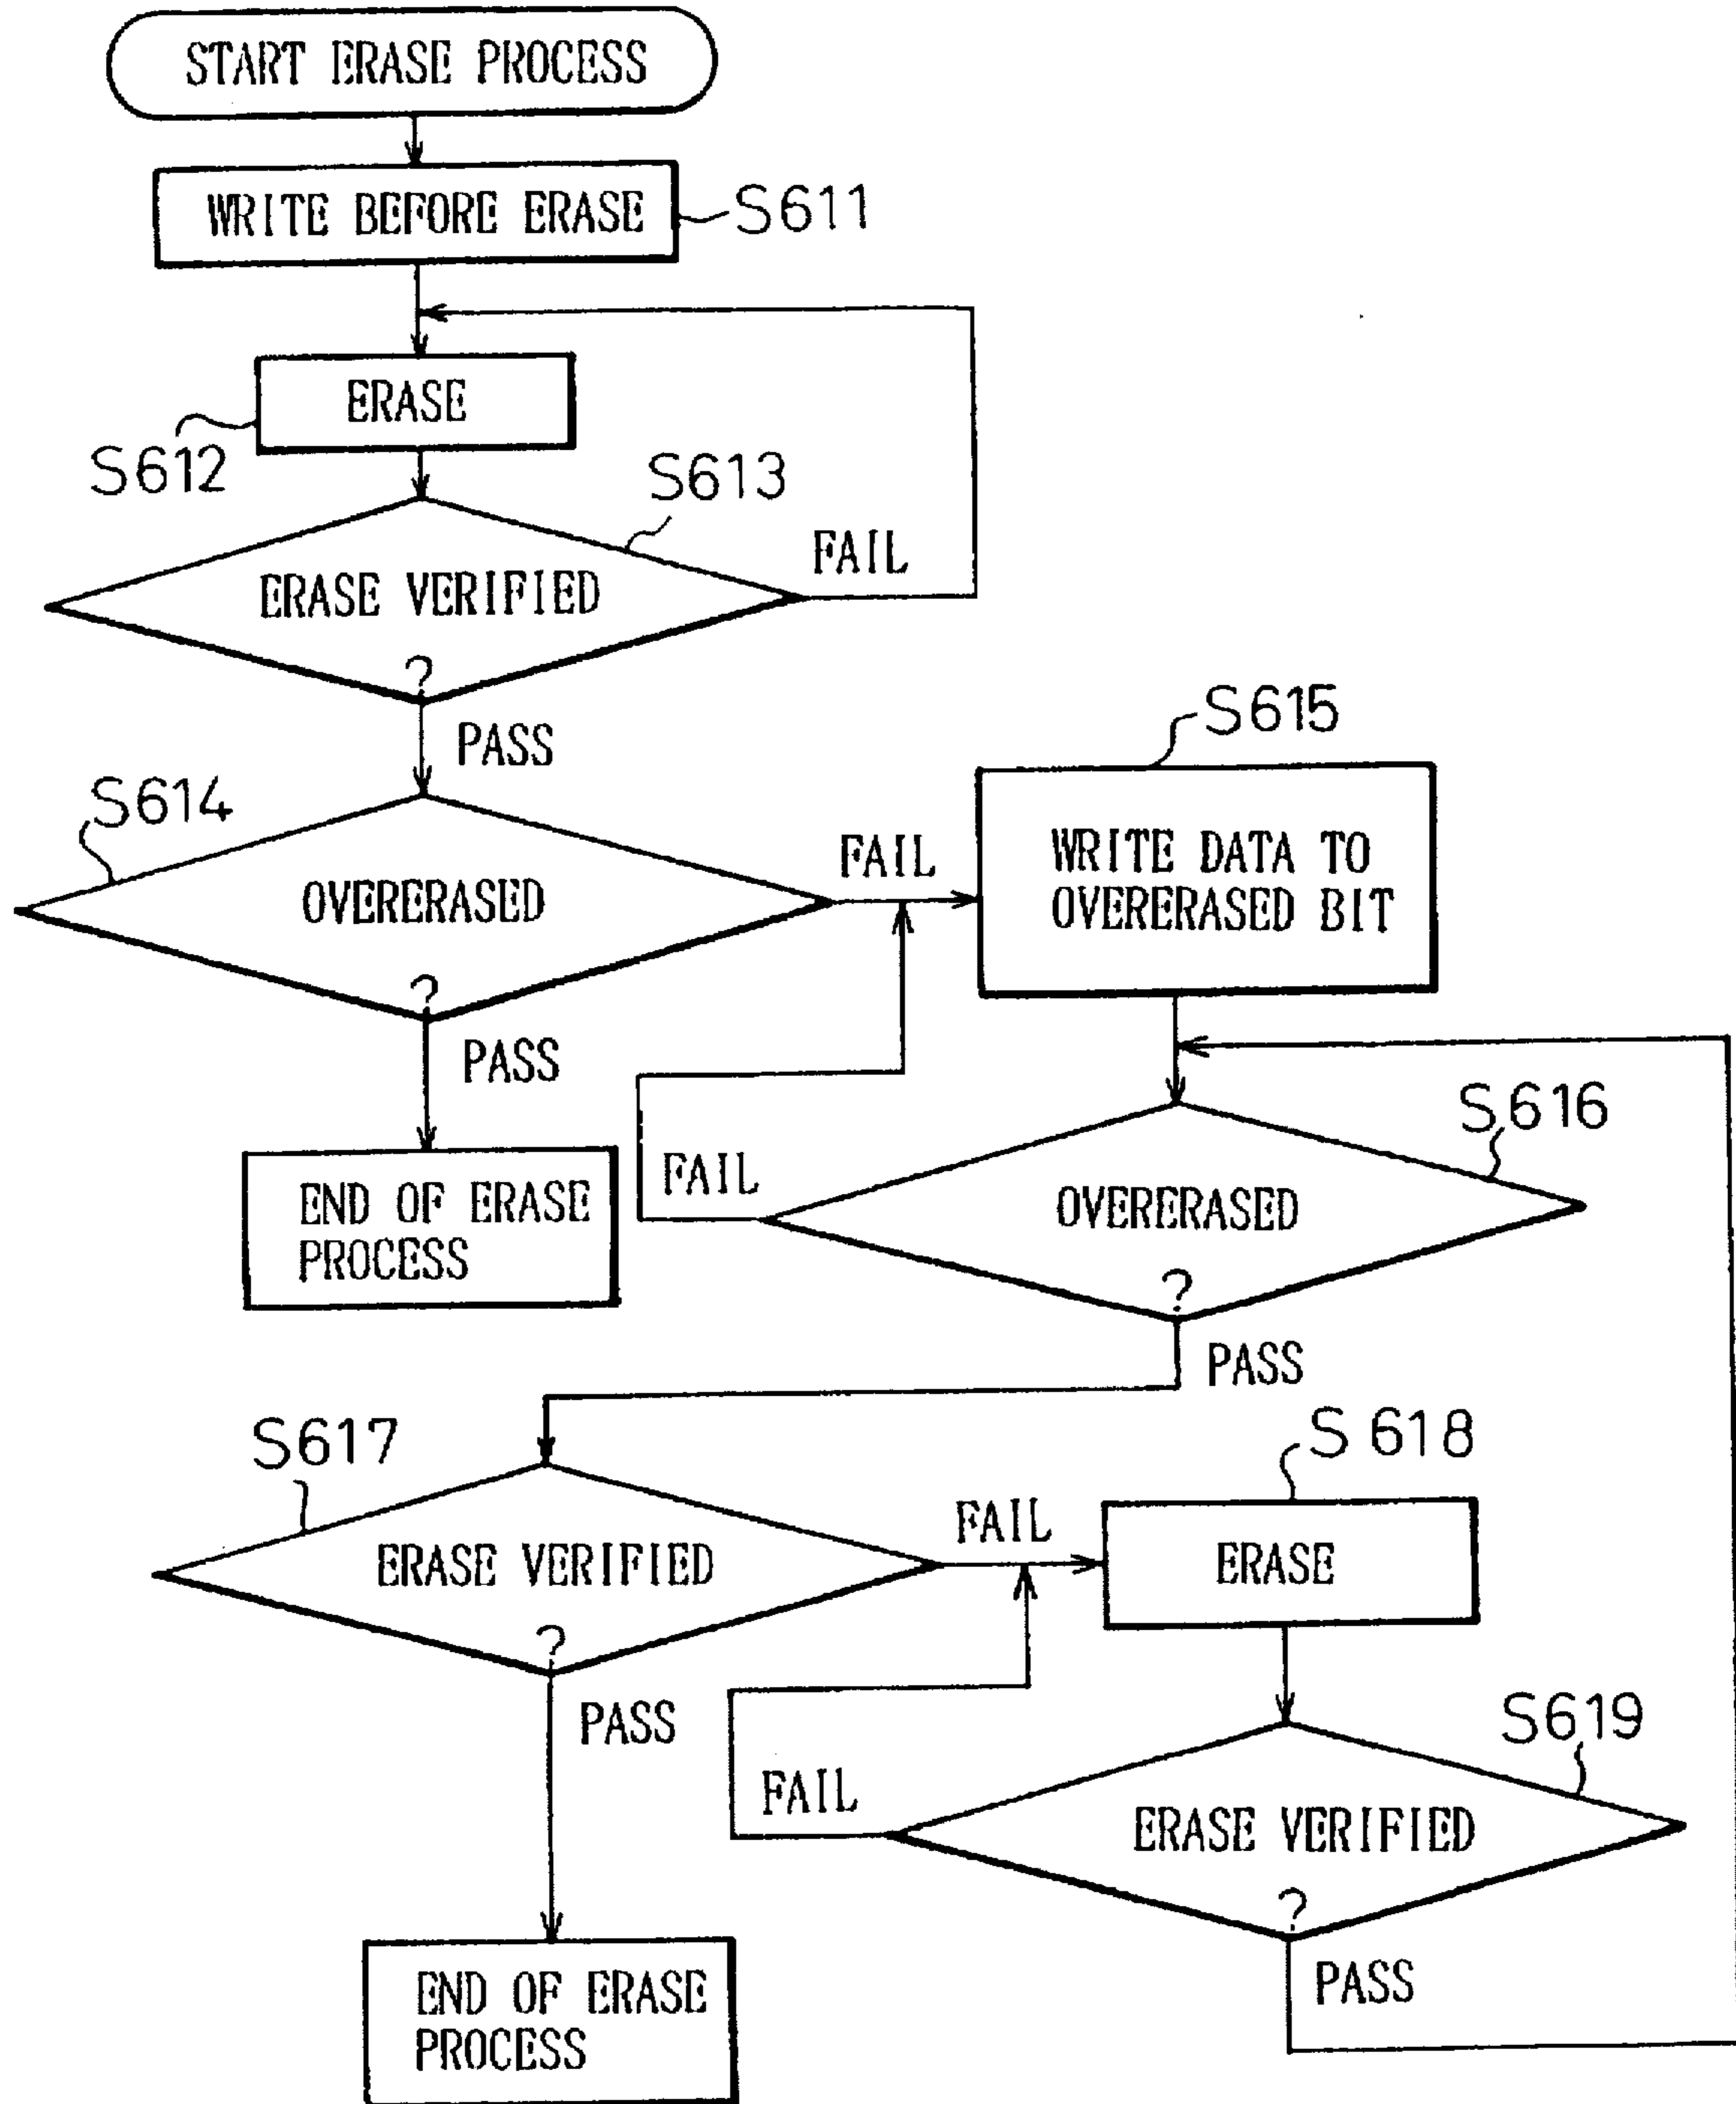 START ERASE PROCESS
WRITE BEFORE ERASE
S611
ERASE
S612
S613
FAIL
ERASE VERIFIED
?
PASS
S615
S614
FAIL
WRITE DATA TO
OVERERASED BIT
OVERERASED
?
PASS
S616
FAIL
END OF ERASE
PROCESS
OVERERASED
?
PASS
S617
S618
FAIL
ERASE VERIFIED
ERASE
?
PASS
S619
FAIL
ERASE VERIFIED
?
PASS
END OF ERASE
PROCESS